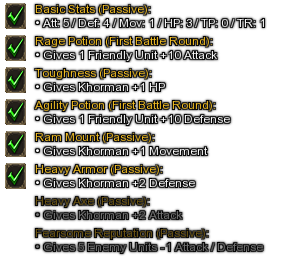 Basic Stats (Passive):
• Att: 5 / Def: 4 / Mov: 1 / HP: 3 / TP: 0 / TR: 1
Rage Potion (First Battle Round):
• Gives 1 Friendly Unit +10 Attack
Toughness (Passive):
• Gives Khorman +1 HP
Agility Potion (First Battle Round):
• Gives 1 Friendly Unit +10 Defense
Ram Mount (Passive):
• Gives Khorman +1 Movement
Heavy Armor (Passive):
• Gives Khorman +2 Defense
Heavy Axe (Passive):
• Gives Khorman +2 Attack
Fearsome Reputation (Passive):
• Gives 5 Enemy Units -1 Attack / Defense